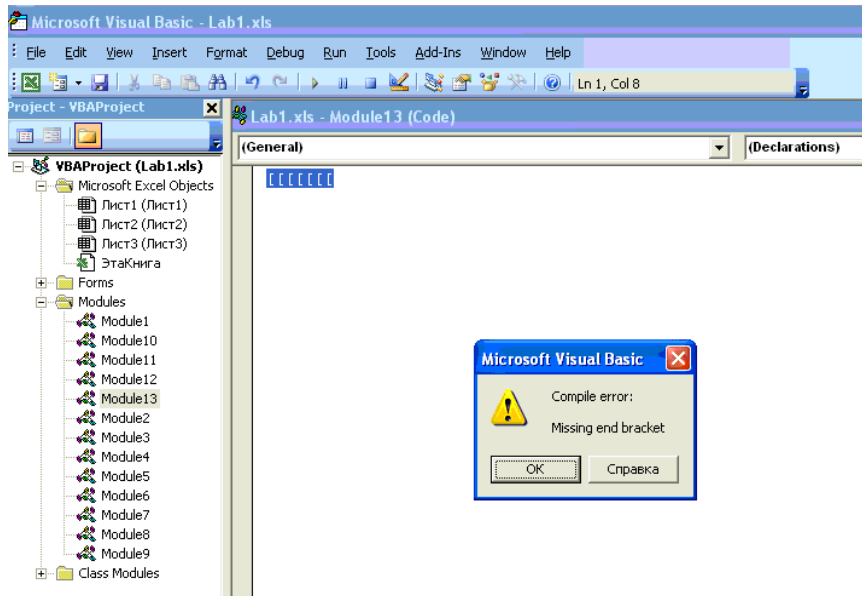 Microsoft Visual Basic - Lab1.xls
File Edit View Insert Format Debug Run Tools Add-Ins Window Help
Ln 1, Col 8
Project - VBAProject
VBAProject (Lab1.xls)
Microsoft Excel Objects
Лист1 (Лист1)
Лист2 (Лист2)
Лист3 (Лист3)
ЭтаКнига
Forms
Modules
Module1
Module10
Module11
Module12
Module13
Module2
Module3
Module4
Module5
Module6
Module7
Module8
Module9
Class Modules
Lab1.xls - Module13 (Code)
(General) (Declarations)
[[[[[[[
Microsoft Visual Basic
Compile error:
Missing end bracket
OK Справка